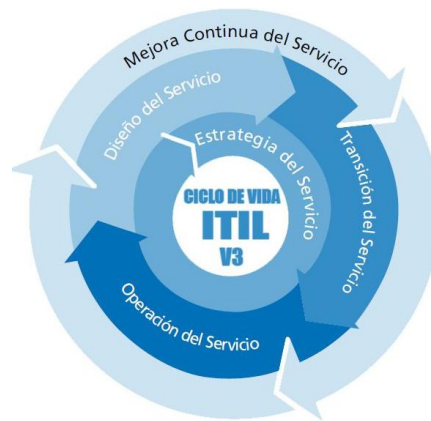 Mejora Continua del Servicio
Diseño del Servicio
Estrategia del Servicio
Transición del Servicio
CICLO DE VIDA
ITIL
V3
Operación del Servicio